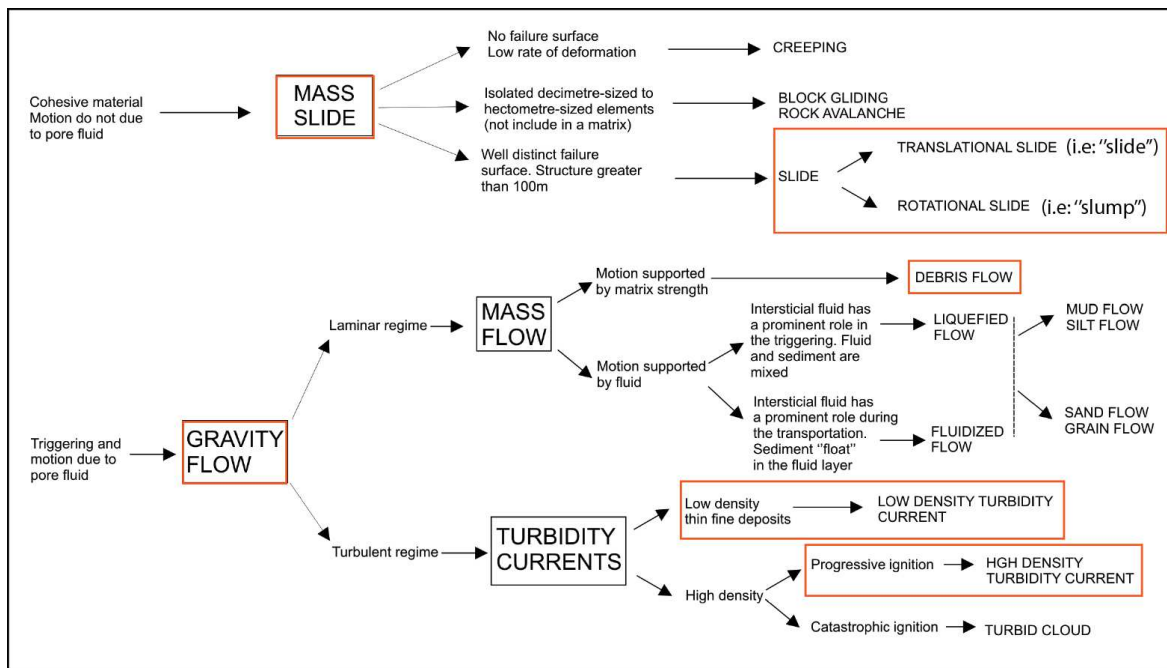 No failure surface
Low rate of deformation
CREEPING
Cohesive material
Motion do not due
to pore fluid
MASS
SLIDE
Isolated decimetre-sized to
hectometre-sized elements
(not include in a matrix)
BLOCK GLIDING
ROCK AVALANCHE
Well distinct failure
surface. Structure greater
than 100m
SLIDE
TRANSLATIONAL SLIDE (i.e: "slide")
ROTATIONAL SLIDE (i.e: "slump")
Triggering and
motion due to
pore fluid
GRAVITY
FLOW
Laminar regime
MASS
FLOW
Motion supported
by matrix strength
DEBRIS FLOW
Motion supported
by fluid
Intersticial fluid has
a prominent role in
the triggering. Fluid
and sediment are
mixed
LIQUEFIED
FLOW
Intersticial fluid has
a prominent role during
the transportation.
Sediment "float"
in the fluid layer
FLUIDIZED
FLOW
MUD FLOW
SILT FLOW
SAND FLOW
GRAIN FLOW
Turbulent regime
TURBIDITY
CURRENTS
Low density
thin fine deposits
LOW DENSITY TURBIDITY
CURRENT
High density
Progressive ignition
HGH DENSITY
TURBIDITY CURRENT
Catastrophic ignition
TURBID CLOUD